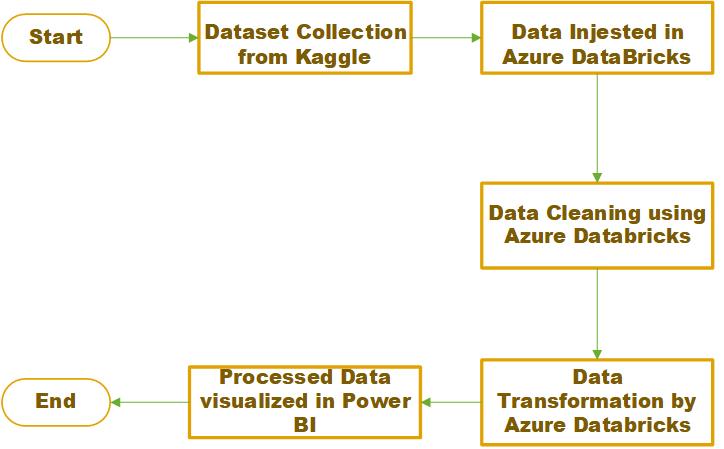 Start
Dataset Collection
from Kaggle
Data Injested in
Azure DataBricks
Data Cleaning using
Azure Databricks
Data
Transformation by
Azure Databricks
Processed Data
visualized in Power
BI
End